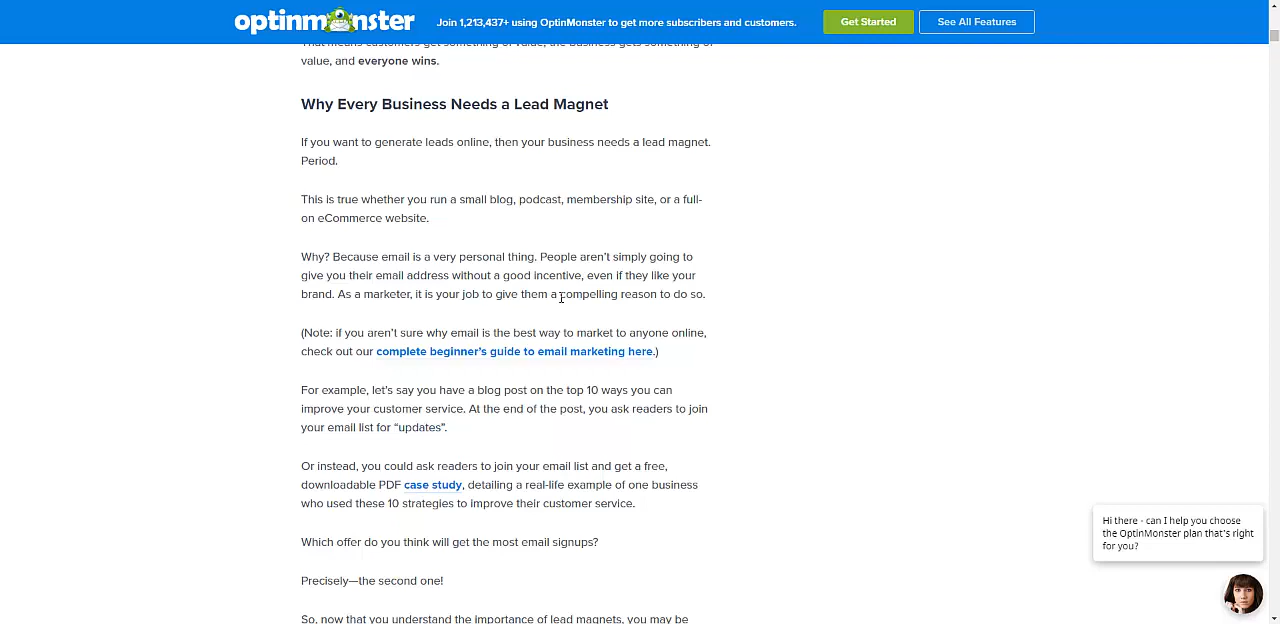 optinmonster
Join 1,213,437+ using OptinMonster to get more subscribers and customers.
Get Started
See All Features
That means customers get something of value, the business gets something of
value, and everyone wins.
Why Every Business Needs a Lead Magnet
If you want to generate leads online, then your business needs a lead magnet.
Period.
This is true whether you run a small blog, podcast, membership site, or a full-
on eCommerce website.
Why? Because email is a very personal thing. People aren't simply going to
give you their email address without a good incentive, even if they like your
brand. As a marketer, it is your job to give them a compelling reason to do so.
(Note: if you aren't sure why email is the best way to market to anyone online,
check out our complete beginner's guide to email marketing here.)
For example, let's say you have a blog post on the top 10 ways you can
improve your customer service. At the end of the post, you ask readers to join
your email list for “updates”.
Or instead, you could ask readers to join your email list and get a free,
downloadable PDF case study, detailing a real-life example of one business
who used these 10 strategies to improve their customer service.
Which offer do you think will get the most email signups?
Precisely—the second one!
So, now that you understand the importance of lead magnets, you may be
Hi there - can I help you choose
the OptinMonster plan that's right
for you?